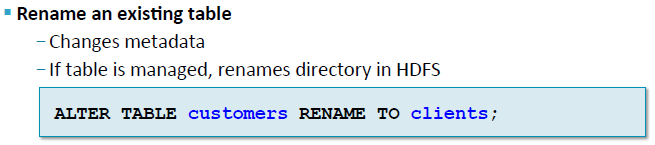 ▪ Rename an existing table
– Changes metadata
– If table is managed, renames directory in HDFS
ALTER TABLE customers RENAME TO clients;